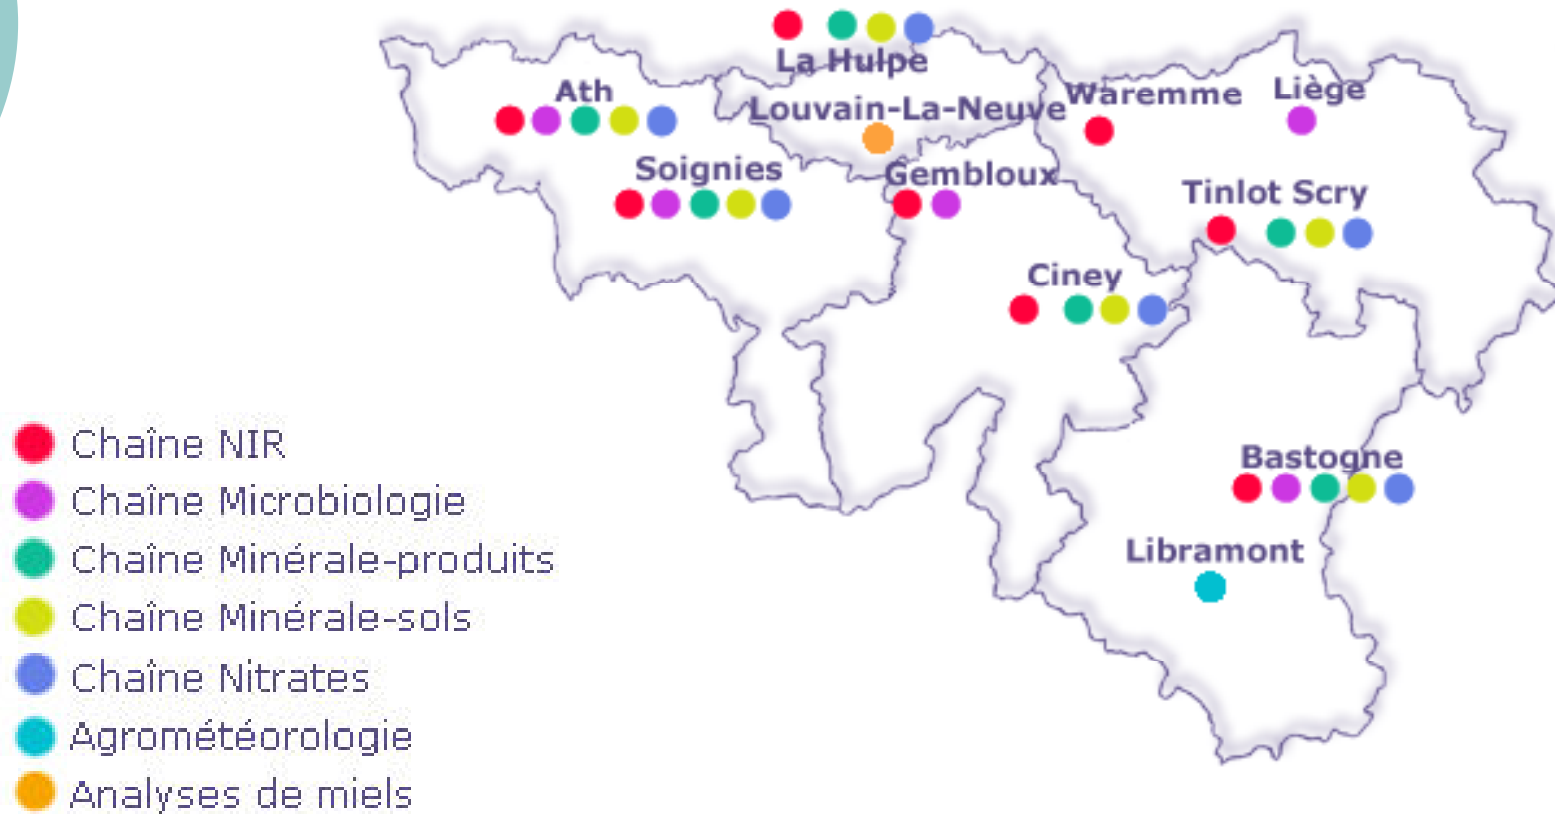 La Hulpe
Ath
Louvain-La-Neuve
Waremme
Liège
Soignies
Gembloux
Tinlot Scry
Ciney
Bastogne
Libramont
Chaîne NIR
Chaîne Microbiologie
Chaîne Minérale-produits
Chaîne Minérale-sols
Chaîne Nitrates
Agrométéorologie
Analyses de miels